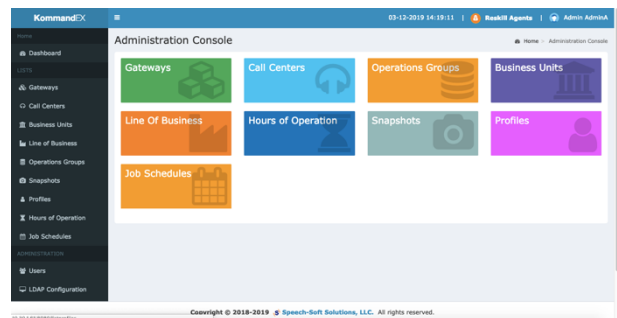 KommandEX
03-12-2019 14:19:11 | Reskill Agents | Admin AdminA
Home
Dashboard
LISTS
Gateways
Call Centers
Business Units
Line of Business
Operations Groups
Snapshots
Profiles
Hours of Operation
Job Schedules
ADMINISTRATION
Users
LDAP Configuration
Administration Console
Home > Administration Console
Gateways
Call Centers
Operations Groups
Business Units
Line Of Business
Hours of Operation
Snapshots
Profiles
Job Schedules
Copyright © 2018-2019 S Speech-Soft Solutions, LLC. All rights reserved.